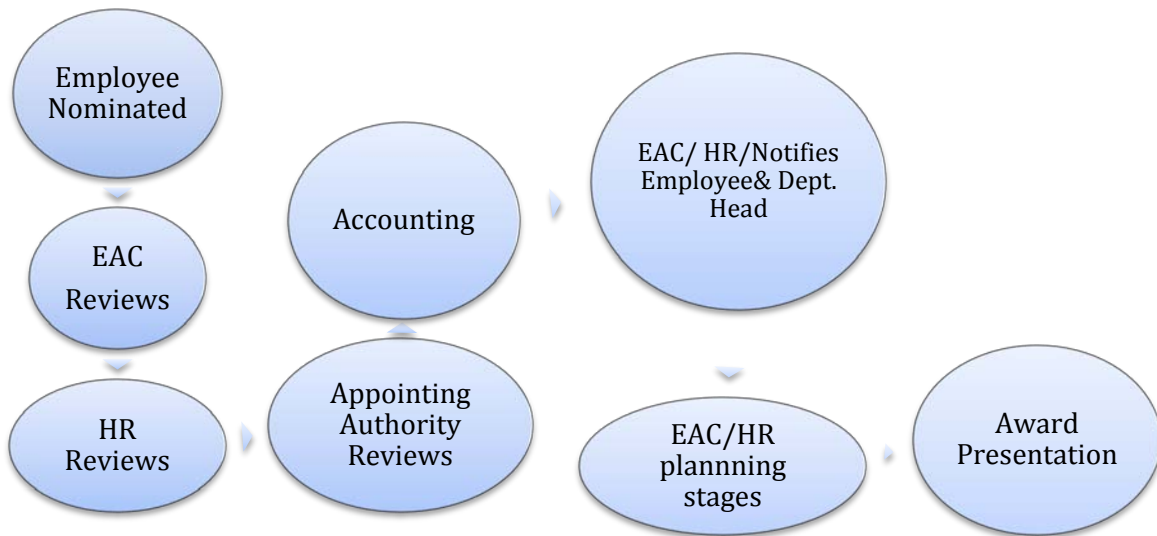 Employee
Nominated
EAC
Reviews
HR
Reviews
Appointing
Authority
Reviews
Accounting
EAC/ HR/Notifies
Employee& Dept.
Head
EAC/HR
plannning
stages
Award
Presentation